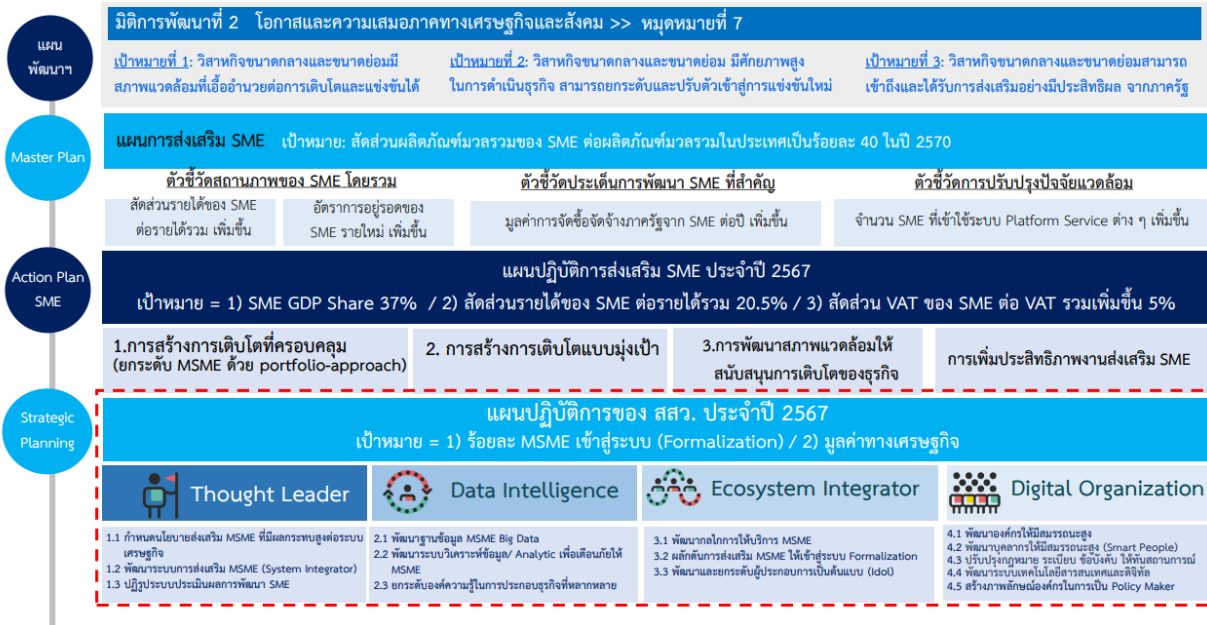 แผน
พัฒนาฯ
มิติการพัฒนาที่ 2 โอกาสและความเสมอภาคทางเศรษฐกิจและสังคม >> หมุดหมายที่ 7
เป้าหมายที่ 1: วิสาหกิจขนาดกลางและขนาดย่อมมี
สภาพแวดล้อมที่เอื้ออำนวยต่อการเติบโตและแข่งขันได้
เป้าหมายที่ 2: วิสาหกิจขนาดกลางและขนาดย่อม มีศักยภาพสูง
ในการดำเนินธุรกิจ สามารถยกระดับและปรับตัวเข้าสู่การแข่งขันใหม่
เป้าหมายที่ 3: วิสาหกิจขนาดกลางและขนาดย่อมสามารถ
เข้าถึงและได้รับการส่งเสริมอย่างมีประสิทธิผล จากภาครัฐ
Master Plan
แผนการส่งเสริม SME เป้าหมาย: สัดส่วนผลิตภัณฑ์มวลรวมของ SME ต่อผลิตภัณฑ์มวลรวมในประเทศเป็นร้อยละ 40 ในปี 2570
ตัวชี้วัดสถานภาพของ SME โดยรวม
สัดส่วนรายได้ของ SME
ต่อรายได้รวม เพิ่มขึ้น
อัตราการอยู่รอดของ
SME รายใหม่ เพิ่มขึ้น
ตัวชี้วัดประเด็นการพัฒนา SME ที่สำคัญ
มูลค่าการจัดซื้อจัดจ้างภาครัฐจาก SME ต่อปี เพิ่มขึ้น
ตัวชี้วัดการปรับปรุงปัจจัยแวดล้อม
จำนวน SME ที่เข้าใช้ระบบ Platform Service ต่าง ๆ เพิ่มขึ้น
Action Plan
SME
แผนปฏิบัติการส่งเสริม SME ประจำปี 2567
เป้าหมาย = 1) SME GDP Share 37% / 2) สัดส่วนรายได้ของ SME ต่อรายได้รวม 20.5% / 3) สัดส่วน VAT ของ SME ต่อ VAT รวมเพิ่มขึ้น 5%
1.การสร้างการเติบโตที่ครอบคลุม
(ยกระดับ MSME ด้วย portfolio-approach)
2. การสร้างการเติบโตแบบมุ่งเป้า
3.การพัฒนาสภาพแวดล้อมให้
สนับสนุนการเติบโตของธุรกิจ
การเพิ่มประสิทธิภาพงานส่งเสริม SME
Strategic
Planning
แผนปฏิบัติการของ สสว. ประจำปี 2567
เป้าหมาย = 1) ร้อยละ MSME เข้าสู่ระบบ (Formalization) / 2) มูลค่าทางเศรษฐกิจ
Thought Leader
1.1 กำหนดนโยบายส่งเสริม MSME ที่มีผลกระทบสูงต่อระบบ
เศรษฐกิจ
1.2 พัฒนาระบบการส่งเสริม MSME (System Integrator)
1.3 ปฏิรูประบบประเมินผลการพัฒนา SME
Data Intelligence
2.1 พัฒนาฐานข้อมูล MSME Big Data
2.2 พัฒนาระบบวิเคราะห์ข้อมูล/ Analytic เพื่อเตือนภัยให้
MSME
2.3 ยกระดับองค์ความรู้ในการประกอบธุรกิจที่หลากหลาย
Ecosystem Integrator
3.1 พัฒนากลไกการให้บริการ MSME
3.2 ผลักดันการส่งเสริม MSME ให้เข้าสู่ระบบ Formalization
3.3 พัฒนาและยกระดับผู้ประกอบการเป็นต้นแบบ (Idol)
Digital Organization
4.1 พัฒนาองค์กรให้มีสมรรถนะสูง
4.2 พัฒนาบุคลากรให้มีสมรรถนะสูง (Smart People)
4.3 ปรับปรุงกฎหมาย ระเบียบ ข้อบังคับ ให้ทันสถานการณ์
4.4 พัฒนาระบบเทคโนโลยีสารสนเทศและดิจิทัล
4.5 สร้างภาพลักษณ์องค์กรในการเป็น Policy Maker